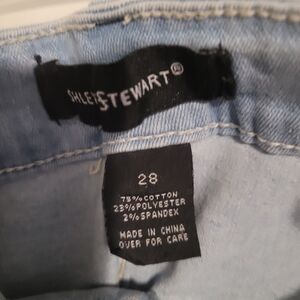 SHLEY STEWART®
28
75% COTTON
23% POLYESTER
2% SPANDEX
MADE IN CHINA
OVER FOR CARE